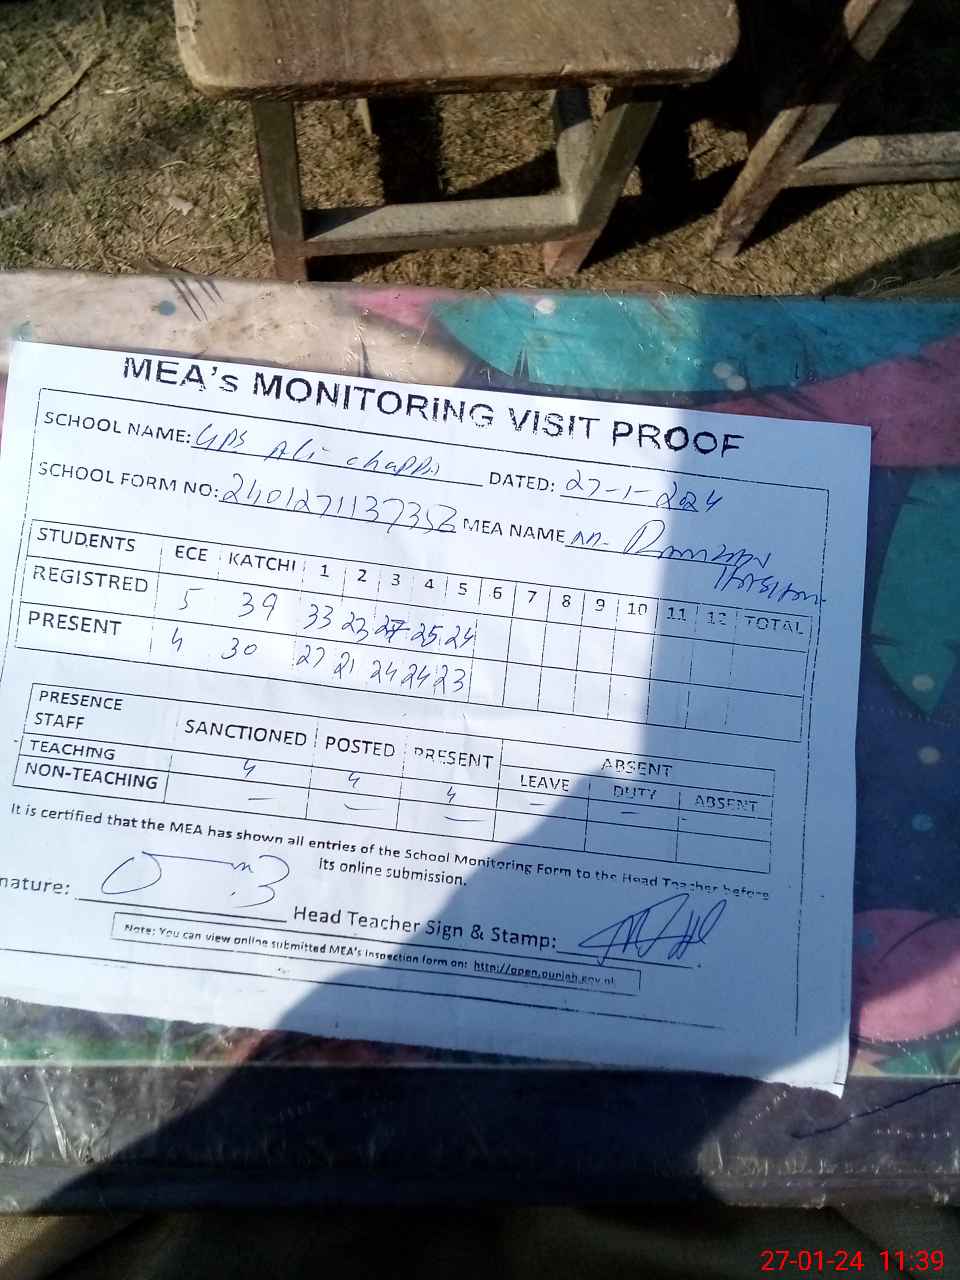 MEA's MONITORING VISIT PROOF
SCHOOL NAME: GPS Ali chappa DATED: 27-1-2024
SCHOOL FORM NO: MEA NAME M.
STUDENTS ECE KATCHI 1 2 3 4 5 6 7 8 9 10 11 12 TOTAL
REGISTRED 5 39 33 23 27 25 24
PRESENT 4 30 27 21 24 24 23
PRESENCE STAFF SANCTIONED POSTED PRESENT ABSENT
LEAVE DUTY ABSENT
TEACHING 4 4 4 – – -
NON-TEACHING — — —
It is certified that the MEA has shown all entries of the School Monitoring Form to the Head Teacher before
its online submission.
nature: Head Teacher Sign & Stamp:
Note: You can view online submitted MEA's inspection form on: http://open.punjab.gov.pk
27-01-24 11:39